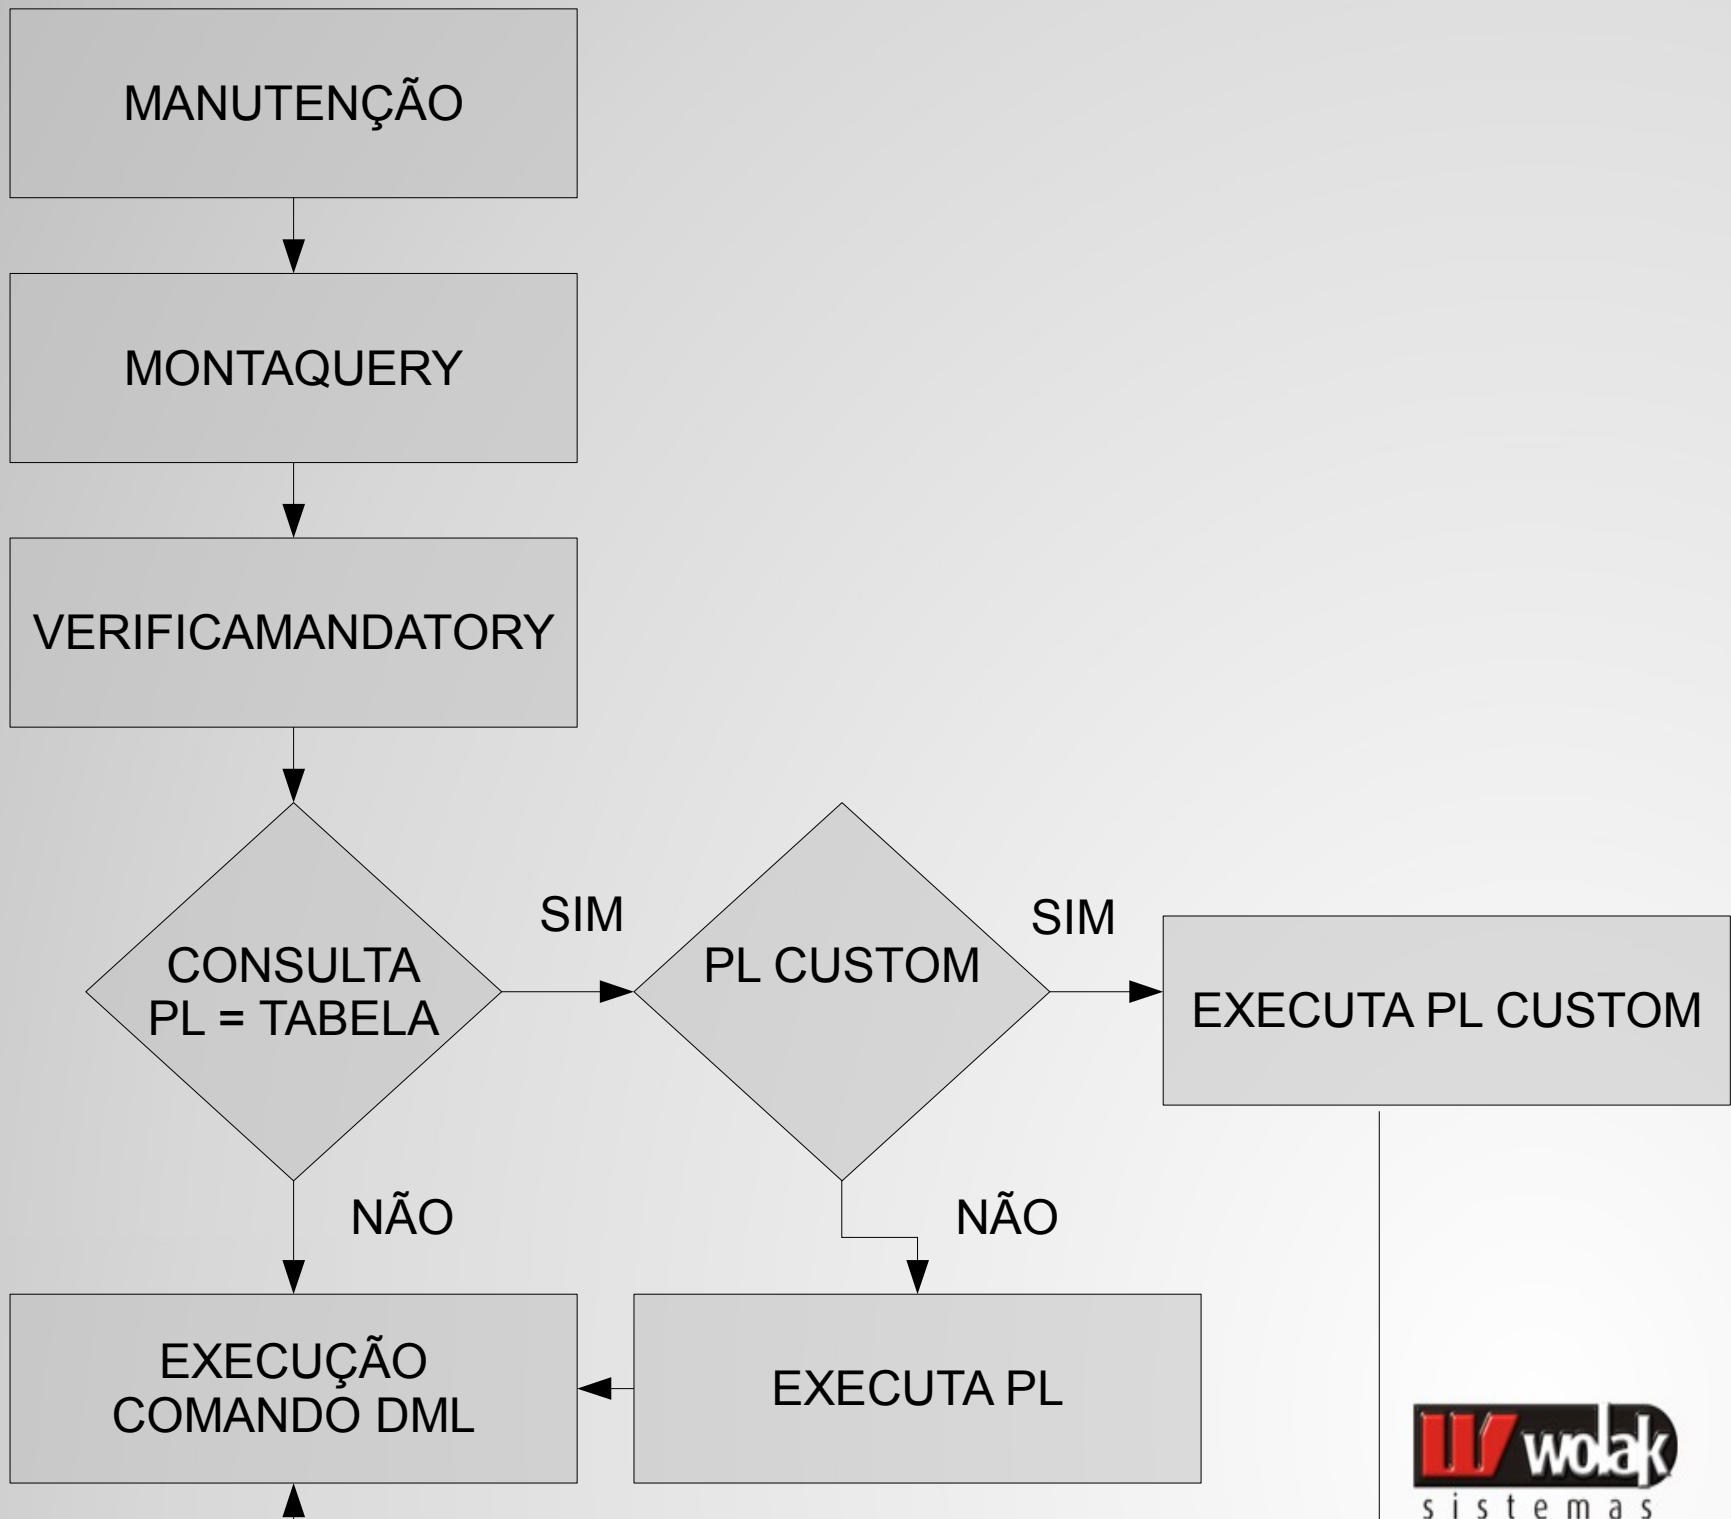 MANUTENÇÃO
MONTAQUERY
VERIFICAMANDATORY
CONSULTA
PL = TABELA
SIM
PL CUSTOM
SIM
EXECUTA PL CUSTOM
NÃO
NÃO
EXECUÇÃO
COMANDO DML
EXECUTA PL
W wolak
sistemas